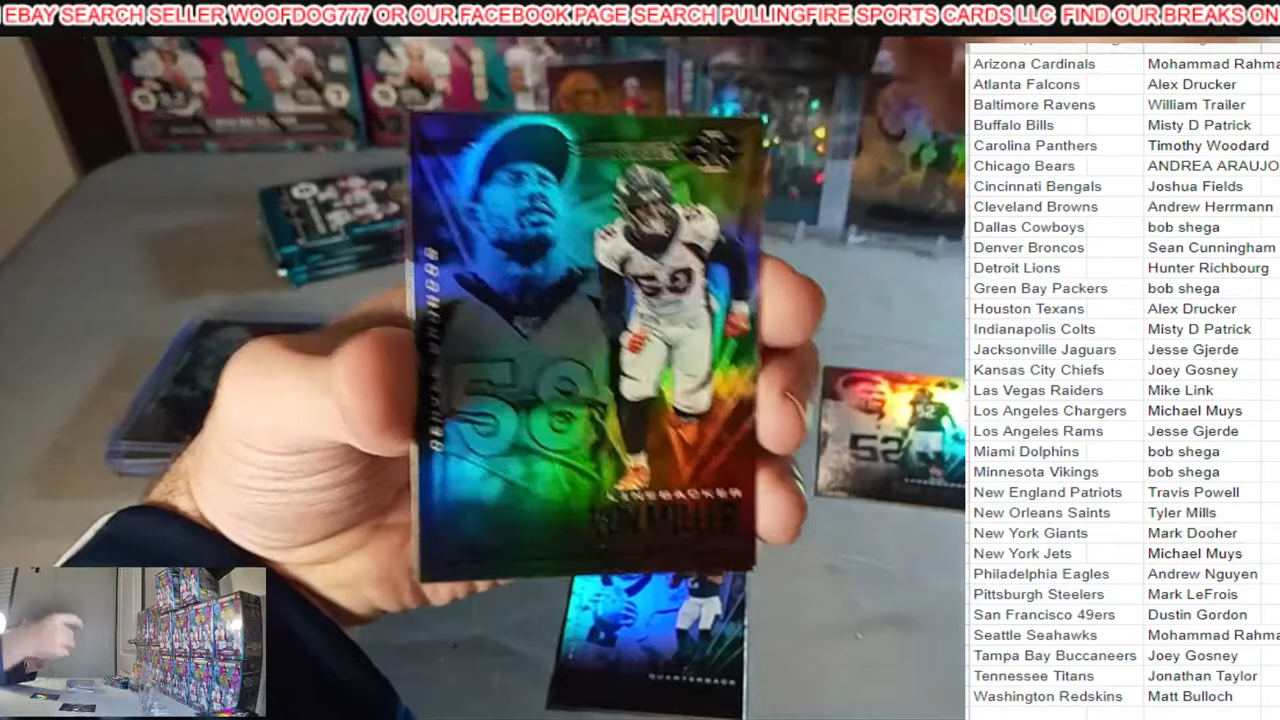 EBAY SEARCH SELLER WOOFDOG777 OR OUR FACEBOOK PAGE SEARCH PULLINGFIRE SPORTS CARDS LLC FIND OUR BREAKS ON
Arizona Cardinals Mohammad Rahma
Atlanta Falcons Alex Drucker
Baltimore Ravens William Trailer
Buffalo Bills Misty D Patrick
Carolina Panthers Timothy Woodard
Chicago Bears ANDREA ARAUJO
Cincinnati Bengals Joshua Fields
Cleveland Browns Andrew Herrmann
Dallas Cowboys bob shega
Denver Broncos Sean Cunningham
Detroit Lions Hunter Richbourg
Green Bay Packers bob shega
Houston Texans Alex Drucker
Indianapolis Colts Misty D Patrick
Jacksonville Jaguars Jesse Gjerde
Kansas City Chiefs Joey Gosney
Las Vegas Raiders Mike Link
Los Angeles Chargers Michael Muys
Los Angeles Rams Jesse Gjerde
Miami Dolphins bob shega
Minnesota Vikings bob shega
New England Patriots Travis Powell
New Orleans Saints Tyler Mills
New York Giants Mark Dooher
New York Jets Michael Muys
Philadelphia Eagles Andrew Nguyen
Pittsburgh Steelers Mark LeFrois
San Francisco 49ers Dustin Gordon
Seattle Seahawks Mohammad Rahma
Tampa Bay Buccaneers Joey Gosney
Tennessee Titans Jonathan Taylor
Washington Redskins Matt Bulloch
DENVER BRONCOS
58
58
LINEBACKER
VON MILLER
52
QUARTERBACK